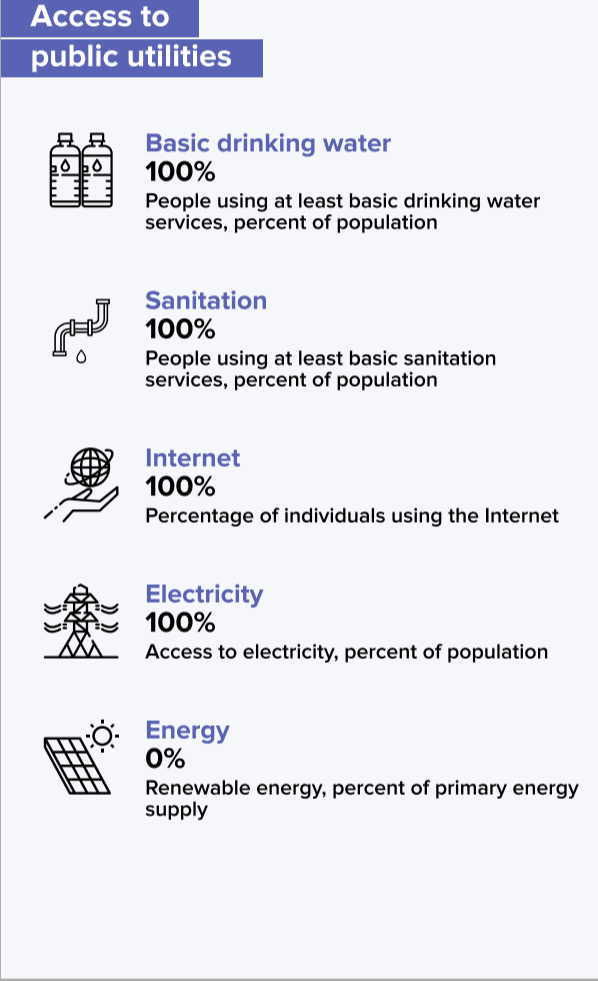 Access to
public utilities
Basic drinking water
100%
People using at least basic drinking water
services, percent of population
Sanitation
100%
People using at least basic sanitation
services, percent of population
Internet
100%
Percentage of individuals using the Internet
Electricity
100%
Access to electricity, percent of population
Energy
0%
Renewable energy, percent of primary energy
supply